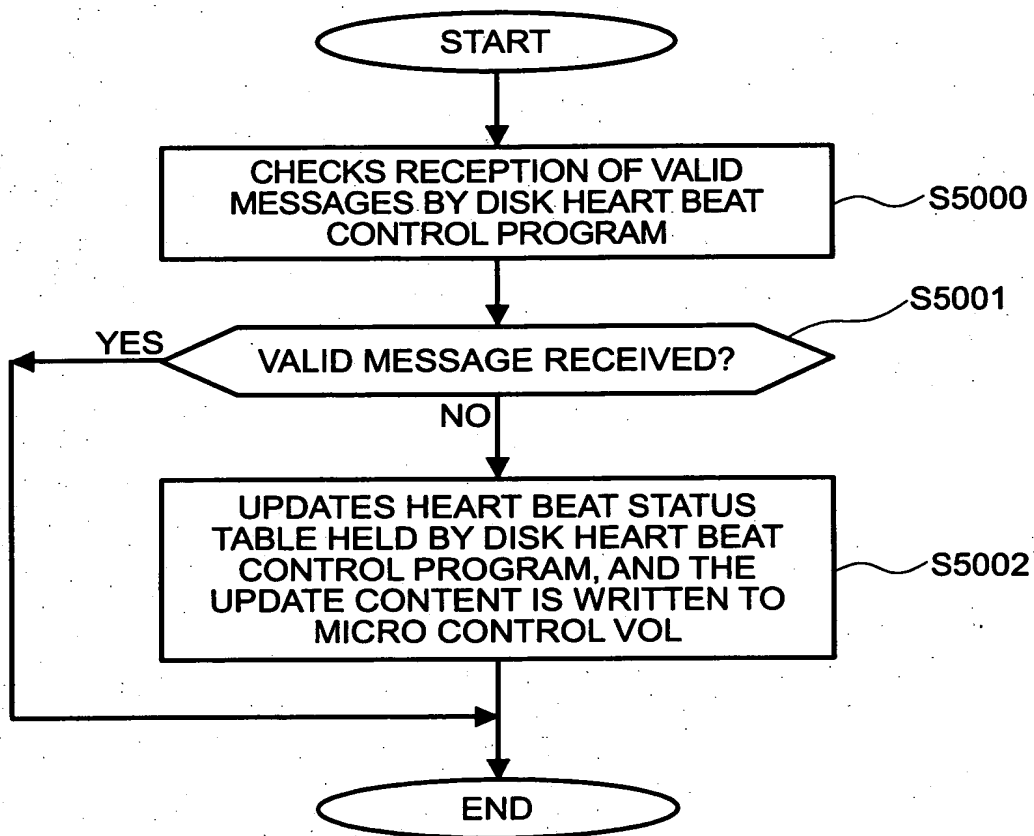 START
CHECKS RECEPTION OF VALID
MESSAGES BY DISK HEART BEAT
CONTROL PROGRAM
S5000
S5001
YES
VALID MESSAGE RECEIVED?
NO
UPDATES HEART BEAT STATUS
TABLE HELD BY DISK HEART BEAT
CONTROL PROGRAM, AND THE
UPDATE CONTENT IS WRITTEN TO
MICRO CONTROL VOL
S5002
END